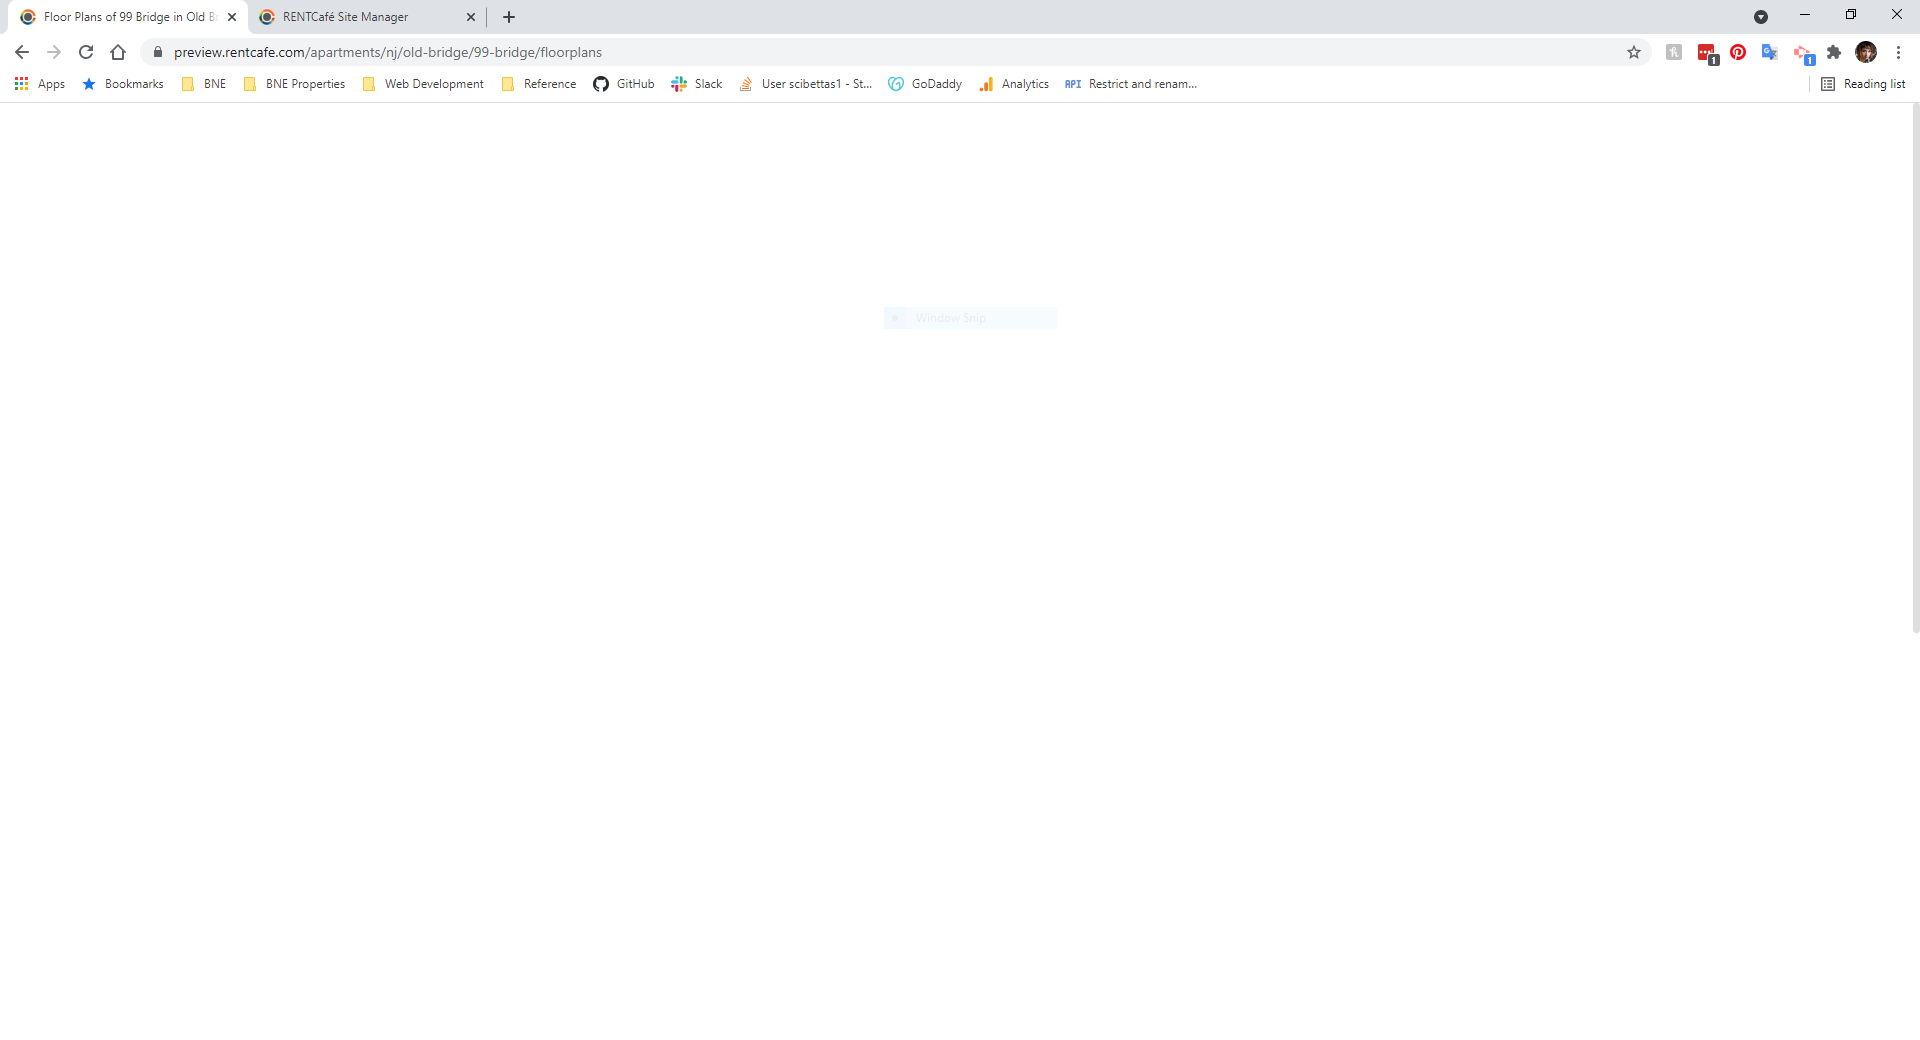 Floor Plans of 99 Bridge in Old B
RENTCafé Site Manager
preview.rentcafe.com/apartments/nj/old-bridge/99-bridge/floorplans
1
1
Apps
Bookmarks
BNE
BNE Properties
Web Development
Reference
GitHub
Slack
User scibettas1 - St...
GoDaddy
Analytics
API Restrict and renam...
Reading list
Window Snip